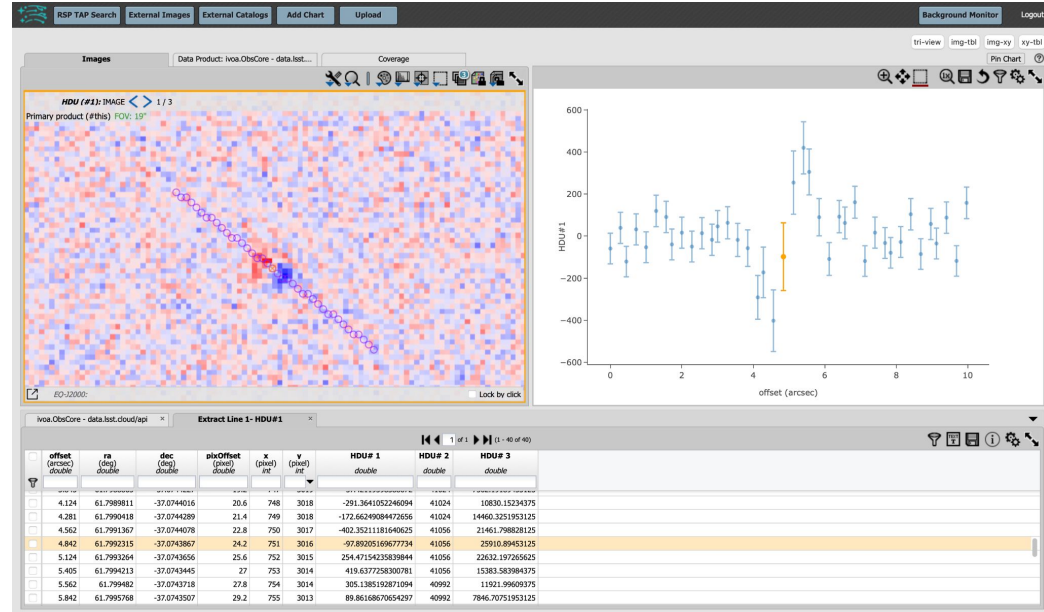 RSP TAP Search External Images External Catalogs Add Chart Upload Background Monitor Logout
tri-view img-tbl img-xy xy-tbl
Images Data Product: ivoa.ObsCore - data.lsst.... Coverage Pin Chart
HDU (#1): IMAGE 1 / 3
Primary product (#this) FOV: 19"
EQ-J2000: Lock by click
600
400
200
0
−200
−400
−600
HDU#1
0 2 4 6 8 10
offset (arcsec)
ivoa.ObsCore - data.lsst.cloud/api × Extract Line 1- HDU#1 ×
1 of 1 (1 - 40 of 40)
offset ra dec pixOffset x y HDU# 1 HDU# 2 HDU# 3
(arcsec) (deg) (deg) (pixel) (pixel) (pixel)
double double double double int int double double double
4.124 61.7989811 -37.0744016 20.6 748 3018 -291.3641052246094 41024 10830.15234375
4.281 61.7990418 -37.0744289 21.4 749 3018 -172.66249084472656 41024 14460.3251953125
4.562 61.7991367 -37.0744078 22.8 750 3017 -402.35211181640625 41056 21461.798828125
4.842 61.7992315 -37.0743867 24.2 751 3016 -97.89205169677734 41056 25910.89453125
5.124 61.7993264 -37.0743656 25.6 752 3015 254.47154235839844 41056 22632.197265625
5.405 61.7994213 -37.0743445 27 753 3014 419.6377258300781 41056 15383.583984375
5.562 61.799482 -37.0743718 27.8 754 3014 305.1385192871094 40992 11921.99609375
5.842 61.7995768 -37.0743507 29.2 755 3013 89.86168670654297 40992 7846.70751953125